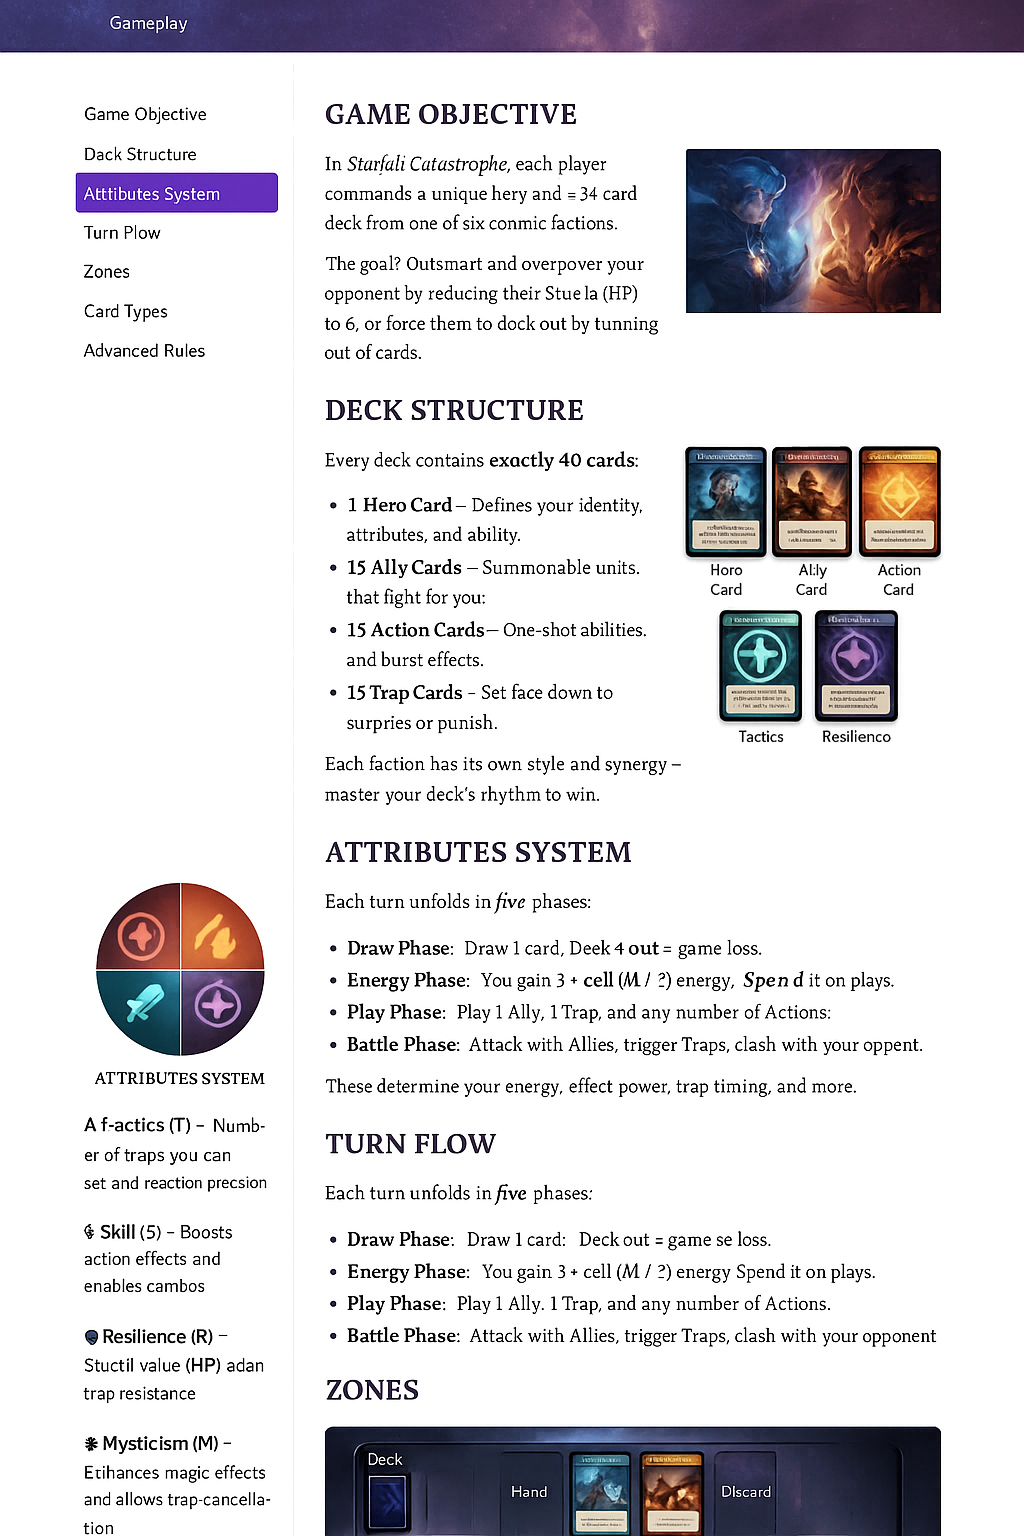 Gameplay
Game Objective
Dack Structure
Atttibutes System
Turn Plow
Zones
Card Types
Advanced Rules
ATTRIBUTES SYSTEM
A f-actics (T) – Numb-
er of traps you can
set and reaction precsion
Skill (5) – Boosts
action effects and
enables cambos
Resilience (R) –
Stuctil value (HP) adan
trap resistance
Mysticism (M) –
Etihances magic effects
and allows trap-cancella-
tion
GAME OBJECTIVE
In Starfali Catastrophe, each player
commands a unique hery and = 34 card
deck from one of six conmic factions.
The goal? Outsmart and overpover your
opponent by reducing their Stue la (HP)
to 6, or force them to dock out by tunning
out of cards.
DECK STRUCTURE
Every deck contains exactly 40 cards:
• 1 Hero Card – Defines your identity,
attributes, and ability.
• 15 Ally Cards – Summonable units.
that fight for you:
• 15 Action Cards– One-shot abilities.
and burst effects.
• 15 Trap Cards – Set face down to
surpries or punish.
Each faction has its own style and synergy –
master your deck's rhythm to win.
Horo
Card
Al:ly
Card
Action
Card
Tactics
Resilienco
ATTRIBUTES SYSTEM
Each turn unfolds in five phases:
• Draw Phase: Draw 1 card, Deek 4 out = game loss.
• Energy Phase: You gain 3 + cell (M / ?) energy, Spen d it on plays.
• Play Phase: Play 1 Ally, 1 Trap, and any number of Actions:
• Battle Phase: Attack with Allies, trigger Traps, clash with your oppent.
These determine your energy, effect power, trap timing, and more.
TURN FLOW
Each turn unfolds in five phases:
• Draw Phase: Draw 1 card: Deck out = game se loss.
• Energy Phase: You gain 3 + cell (M / ?) energy Spend it on plays.
• Play Phase: Play 1 Ally. 1 Trap, and any number of Actions.
• Battle Phase: Attack with Allies, trigger Traps, clash with your opponent
ZONES
Deck
Hand
DIscard